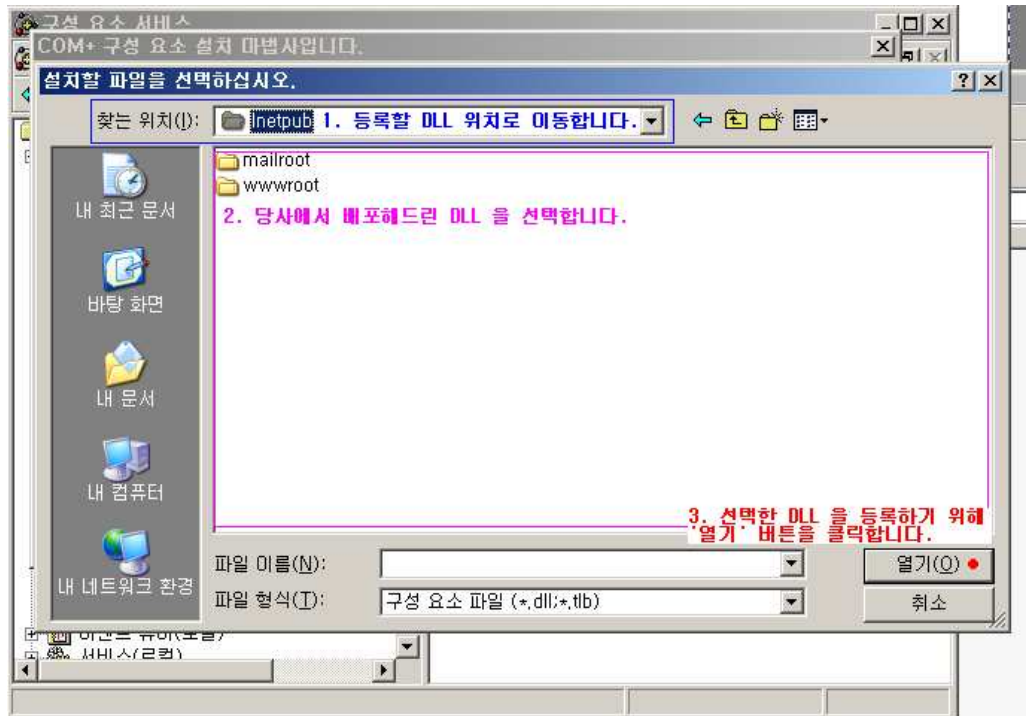 구성 요소 서비스
COM+ 구성 요소 설치 마법사입니다.
설치할 파일을 선택하십시오.
찾는 위치(I):
Inetpub
1. 등록할 DLL 위치로 이동합니다.
mailroot
wwwroot
2. 당사에서 배포해드린 DLL 을 선택합니다.
내 최근 문서
바탕 화면
내 문서
내 컴퓨터
내 네트워크 환경
3. 선택한 DLL 을 등록하기 위해
'열기' 버튼을 클릭합니다.
파일 이름(N):
열기(O)
파일 형식(T):
구성 요소 파일 (*.dll;*.tlb)
취소
서비스(로컬)